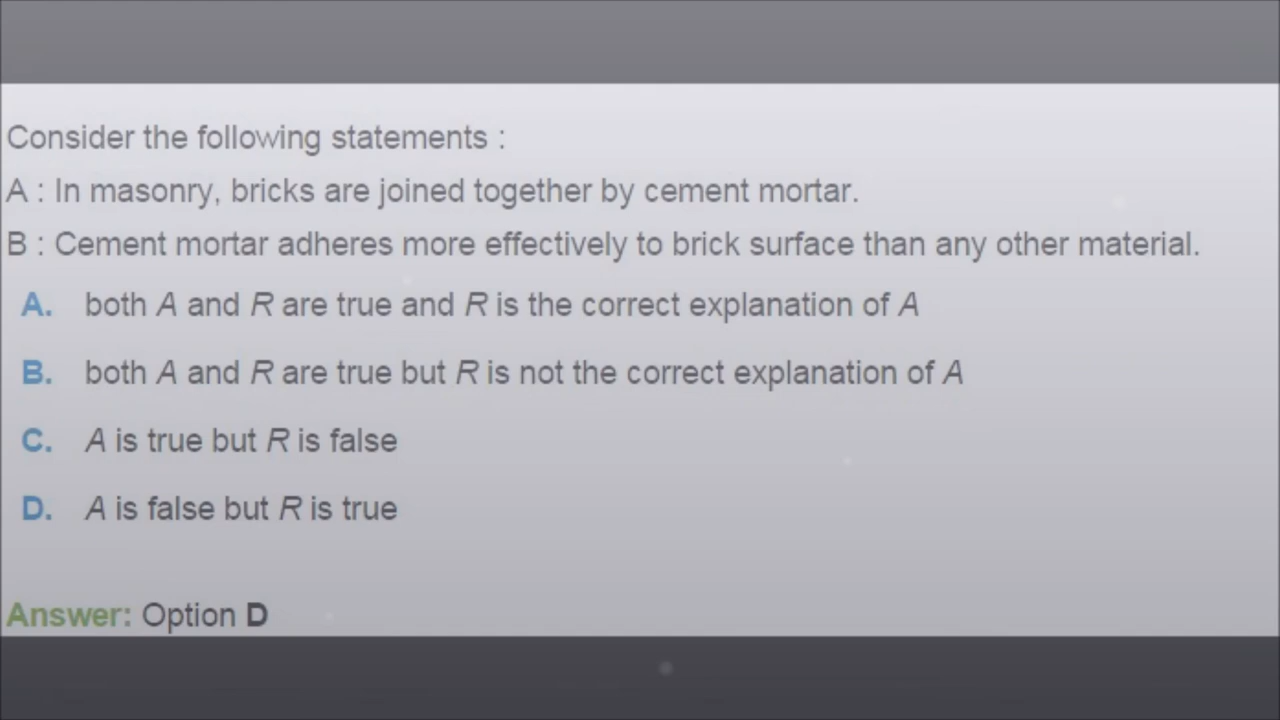 Consider the following statements :
A : In masonry, bricks are joined together by cement mortar.
B : Cement mortar adheres more effectively to brick surface than any other material.
A. both A and R are true and R is the correct explanation of A
B. both A and R are true but R is not the correct explanation of A
C. A is true but R is false
D. A is false but R is true
Answer: Option D